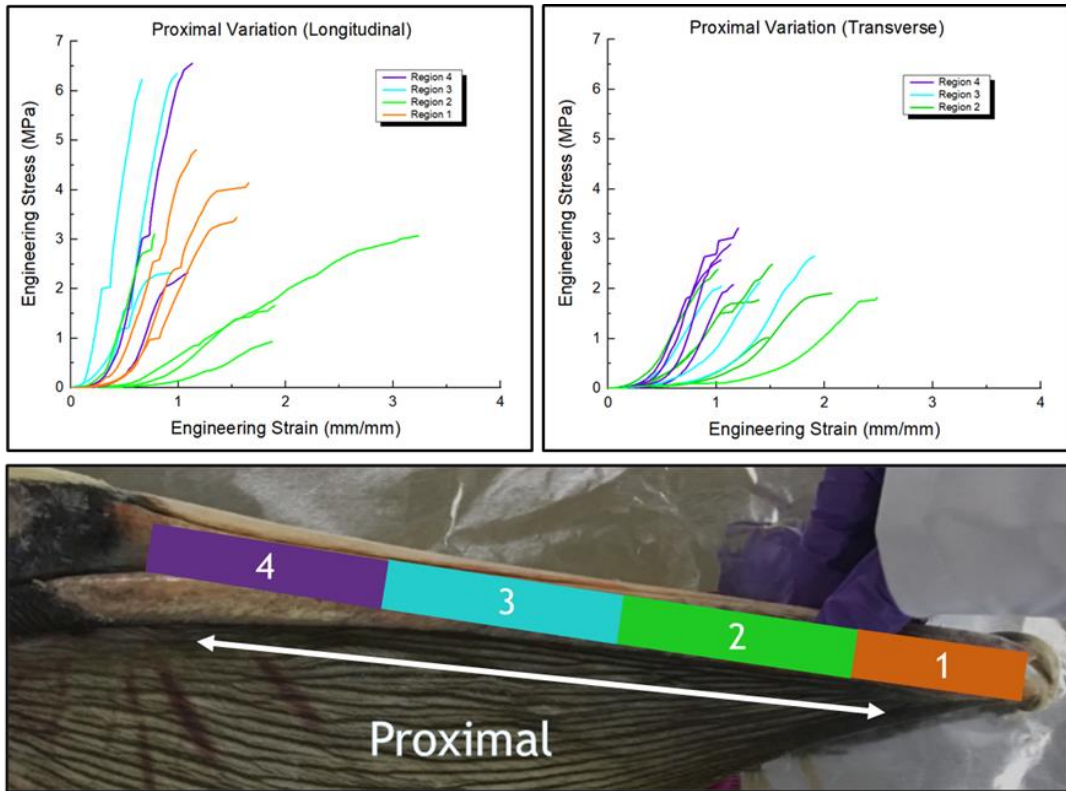 Proximal Variation (Longitudinal)
7
6
5
4
3
2
1
0
Engineering Stress (MPa)
Region 4
Region 3
Region 2
Region 1
0 1 2 3 4
Engineering Strain (mm/mm)
Proximal Variation (Transverse)
7
6
5
4
3
2
1
0
Engineering Stress (MPa)
Region 4
Region 3
Region 2
0 1 2 3 4
Engineering Strain (mm/mm)
4
3
2
1
Proximal